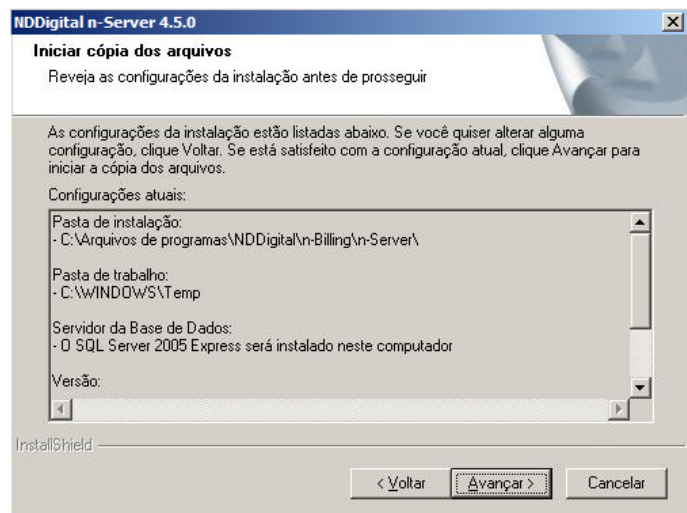 NDDigital n-Server 4.5.0
Iniciar cópia dos arquivos
Reveja as configurações da instalação antes de prosseguir
As configurações da instalação estão listadas abaixo. Se você quiser alterar alguma
configuração, clique Voltar. Se está satisfeito com a configuração atual, clique Avançar para
iniciar a cópia dos arquivos.
Configurações atuais:
Pasta de instalação:
- C:\Arquivos de programas\NDDigital\n-Billing\n-Server\
Pasta de trabalho:
- C:\WINDOWS\Temp
Servidor da Base de Dados:
- O SQL Server 2005 Express será instalado neste computador
Versão:
InstallShield
< Voltar Avançar > Cancelar